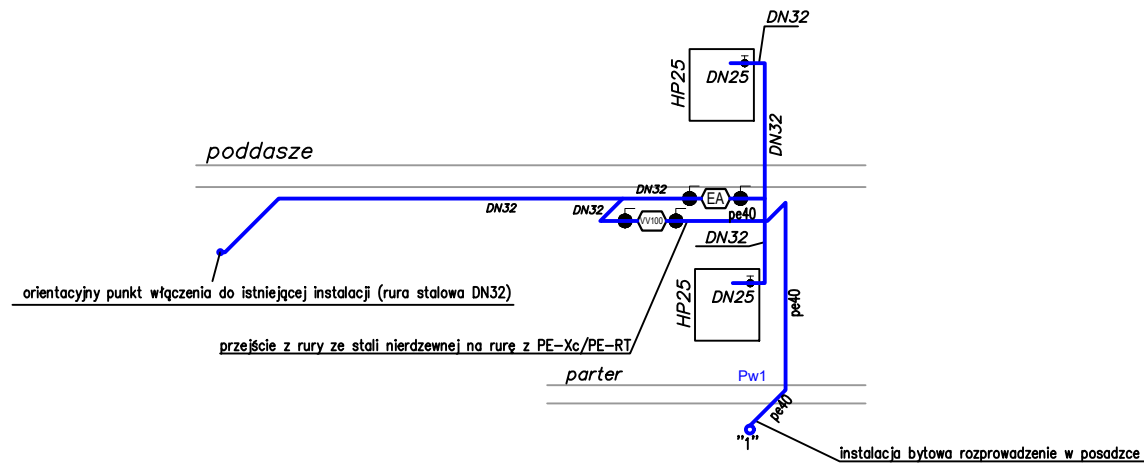 DN32
HP25
DN25
DN32
poddasze
DN32
EA
DN32
DN32
VV100
pe40
DN32
HP25
DN25
pe40
orientacyjny punkt włączenia do istniejącej instalacji (rura stalowa DN32)
przejście z rury ze stali nierdzewnej na rurę z PE-Xc/PE-RT
parter
Pw1
pe40
"1"
instalacja bytowa rozprowadzenie w posadzce